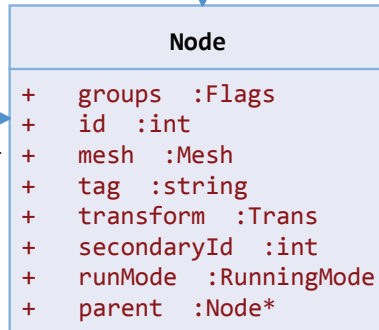 Node
+ groups :Flags
+ id :int
+ mesh :Mesh
+ tag :string
+ transform :Trans
+ secondaryId :int
+ runMode :RunningMode
+ parent :Node*